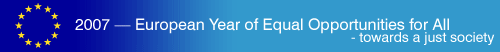 2007 — European Year of Equal Opportunities for All
- towards a just society